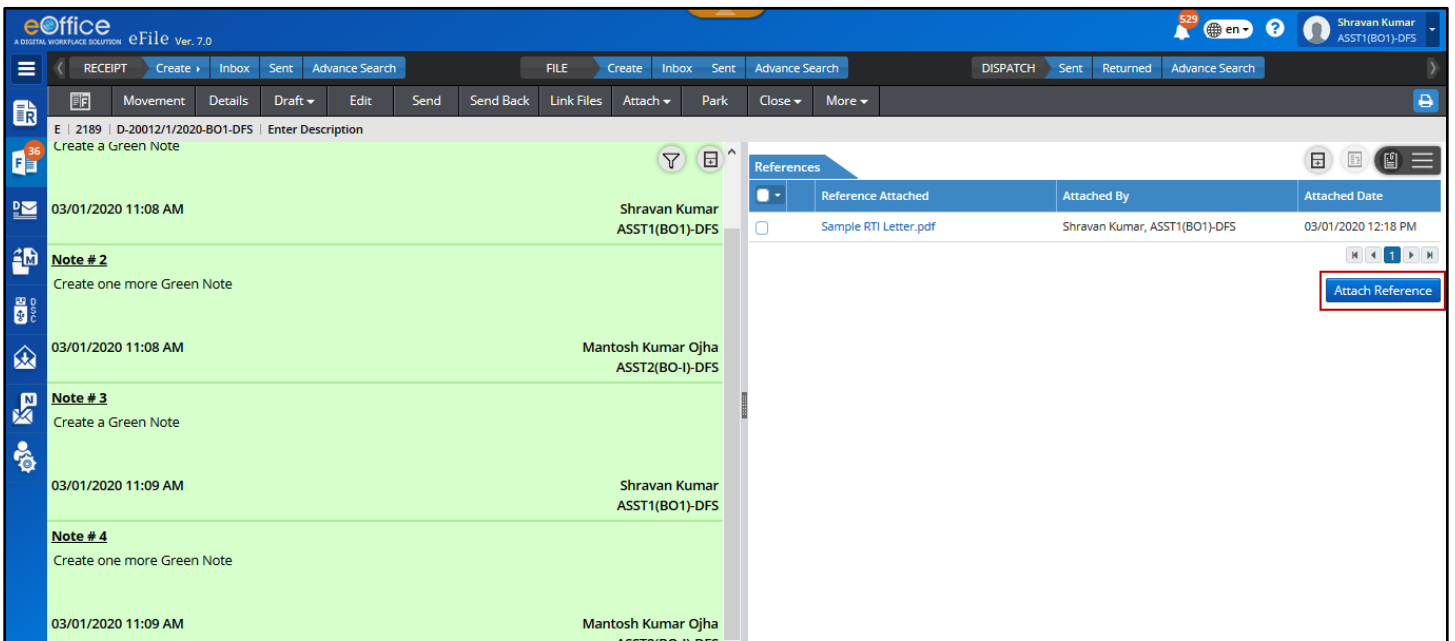 eOffice
A DIGITAL WORKPLACE SOLUTION eFile Ver. 7.0
529
en
?
Shravan Kumar
ASST1(BO1)-DFS
RECEIPT Create Inbox Sent Advance Search FILE Create Inbox Sent Advance Search DISPATCH Sent Returned Advance Search
Movement Details Draft Edit Send Send Back Link Files Attach Park Close More
E | 2189 | D-20012/1/2020-BO1-DFS | Enter Description
R
36
F
D
M
DSC
N
Create a Green Note
03/01/2020 11:08 AM Shravan Kumar
ASST1(BO1)-DFS
Note # 2
Create one more Green Note
03/01/2020 11:08 AM Mantosh Kumar Ojha
ASST2(BO-I)-DFS
Note # 3
Create a Green Note
03/01/2020 11:09 AM Shravan Kumar
ASST1(BO1)-DFS
Note # 4
Create one more Green Note
03/01/2020 11:09 AM Mantosh Kumar Ojha
ASST2(BO-I)-DFS
References
Reference Attached Attached By Attached Date
Sample RTI Letter.pdf Shravan Kumar, ASST1(BO1)-DFS 03/01/2020 12:18 PM
1
Attach Reference